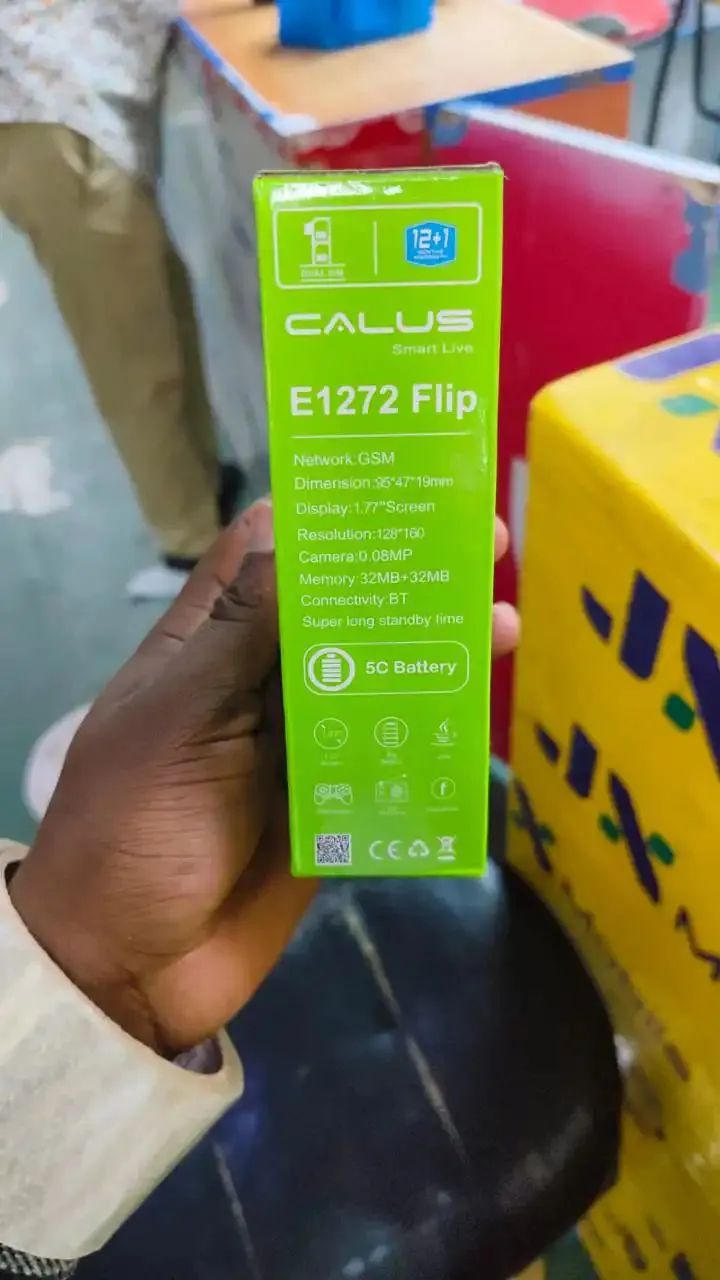 1
DUAL SIM
12+1
CALUS
Smart Live
E1272 Flip
Network:GSM
Dimension:95*47*19mm
Display:1.77"Screen
Resolution:128*160
Camera:0.08MP
Memory:32MB+32MB
Connectivity:BT
Super long standby time
5C Battery
CE